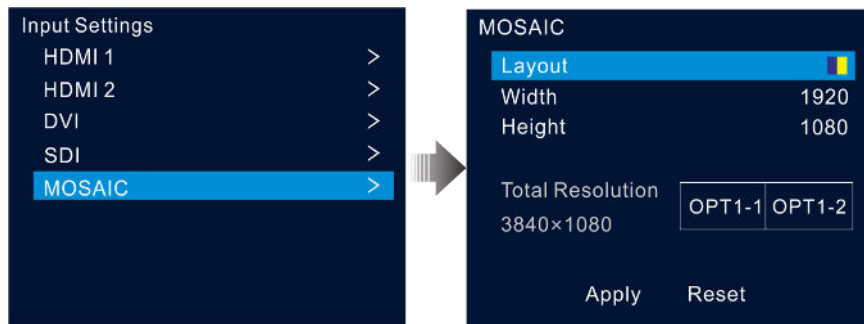 Input Settings
HDMI 1 >
HDMI 2 >
DVI >
SDI >
MOSAIC >
MOSAIC
Layout
Width 1920
Height 1080
Total Resolution
3840×1080
OPT1-1 OPT1-2
Apply Reset